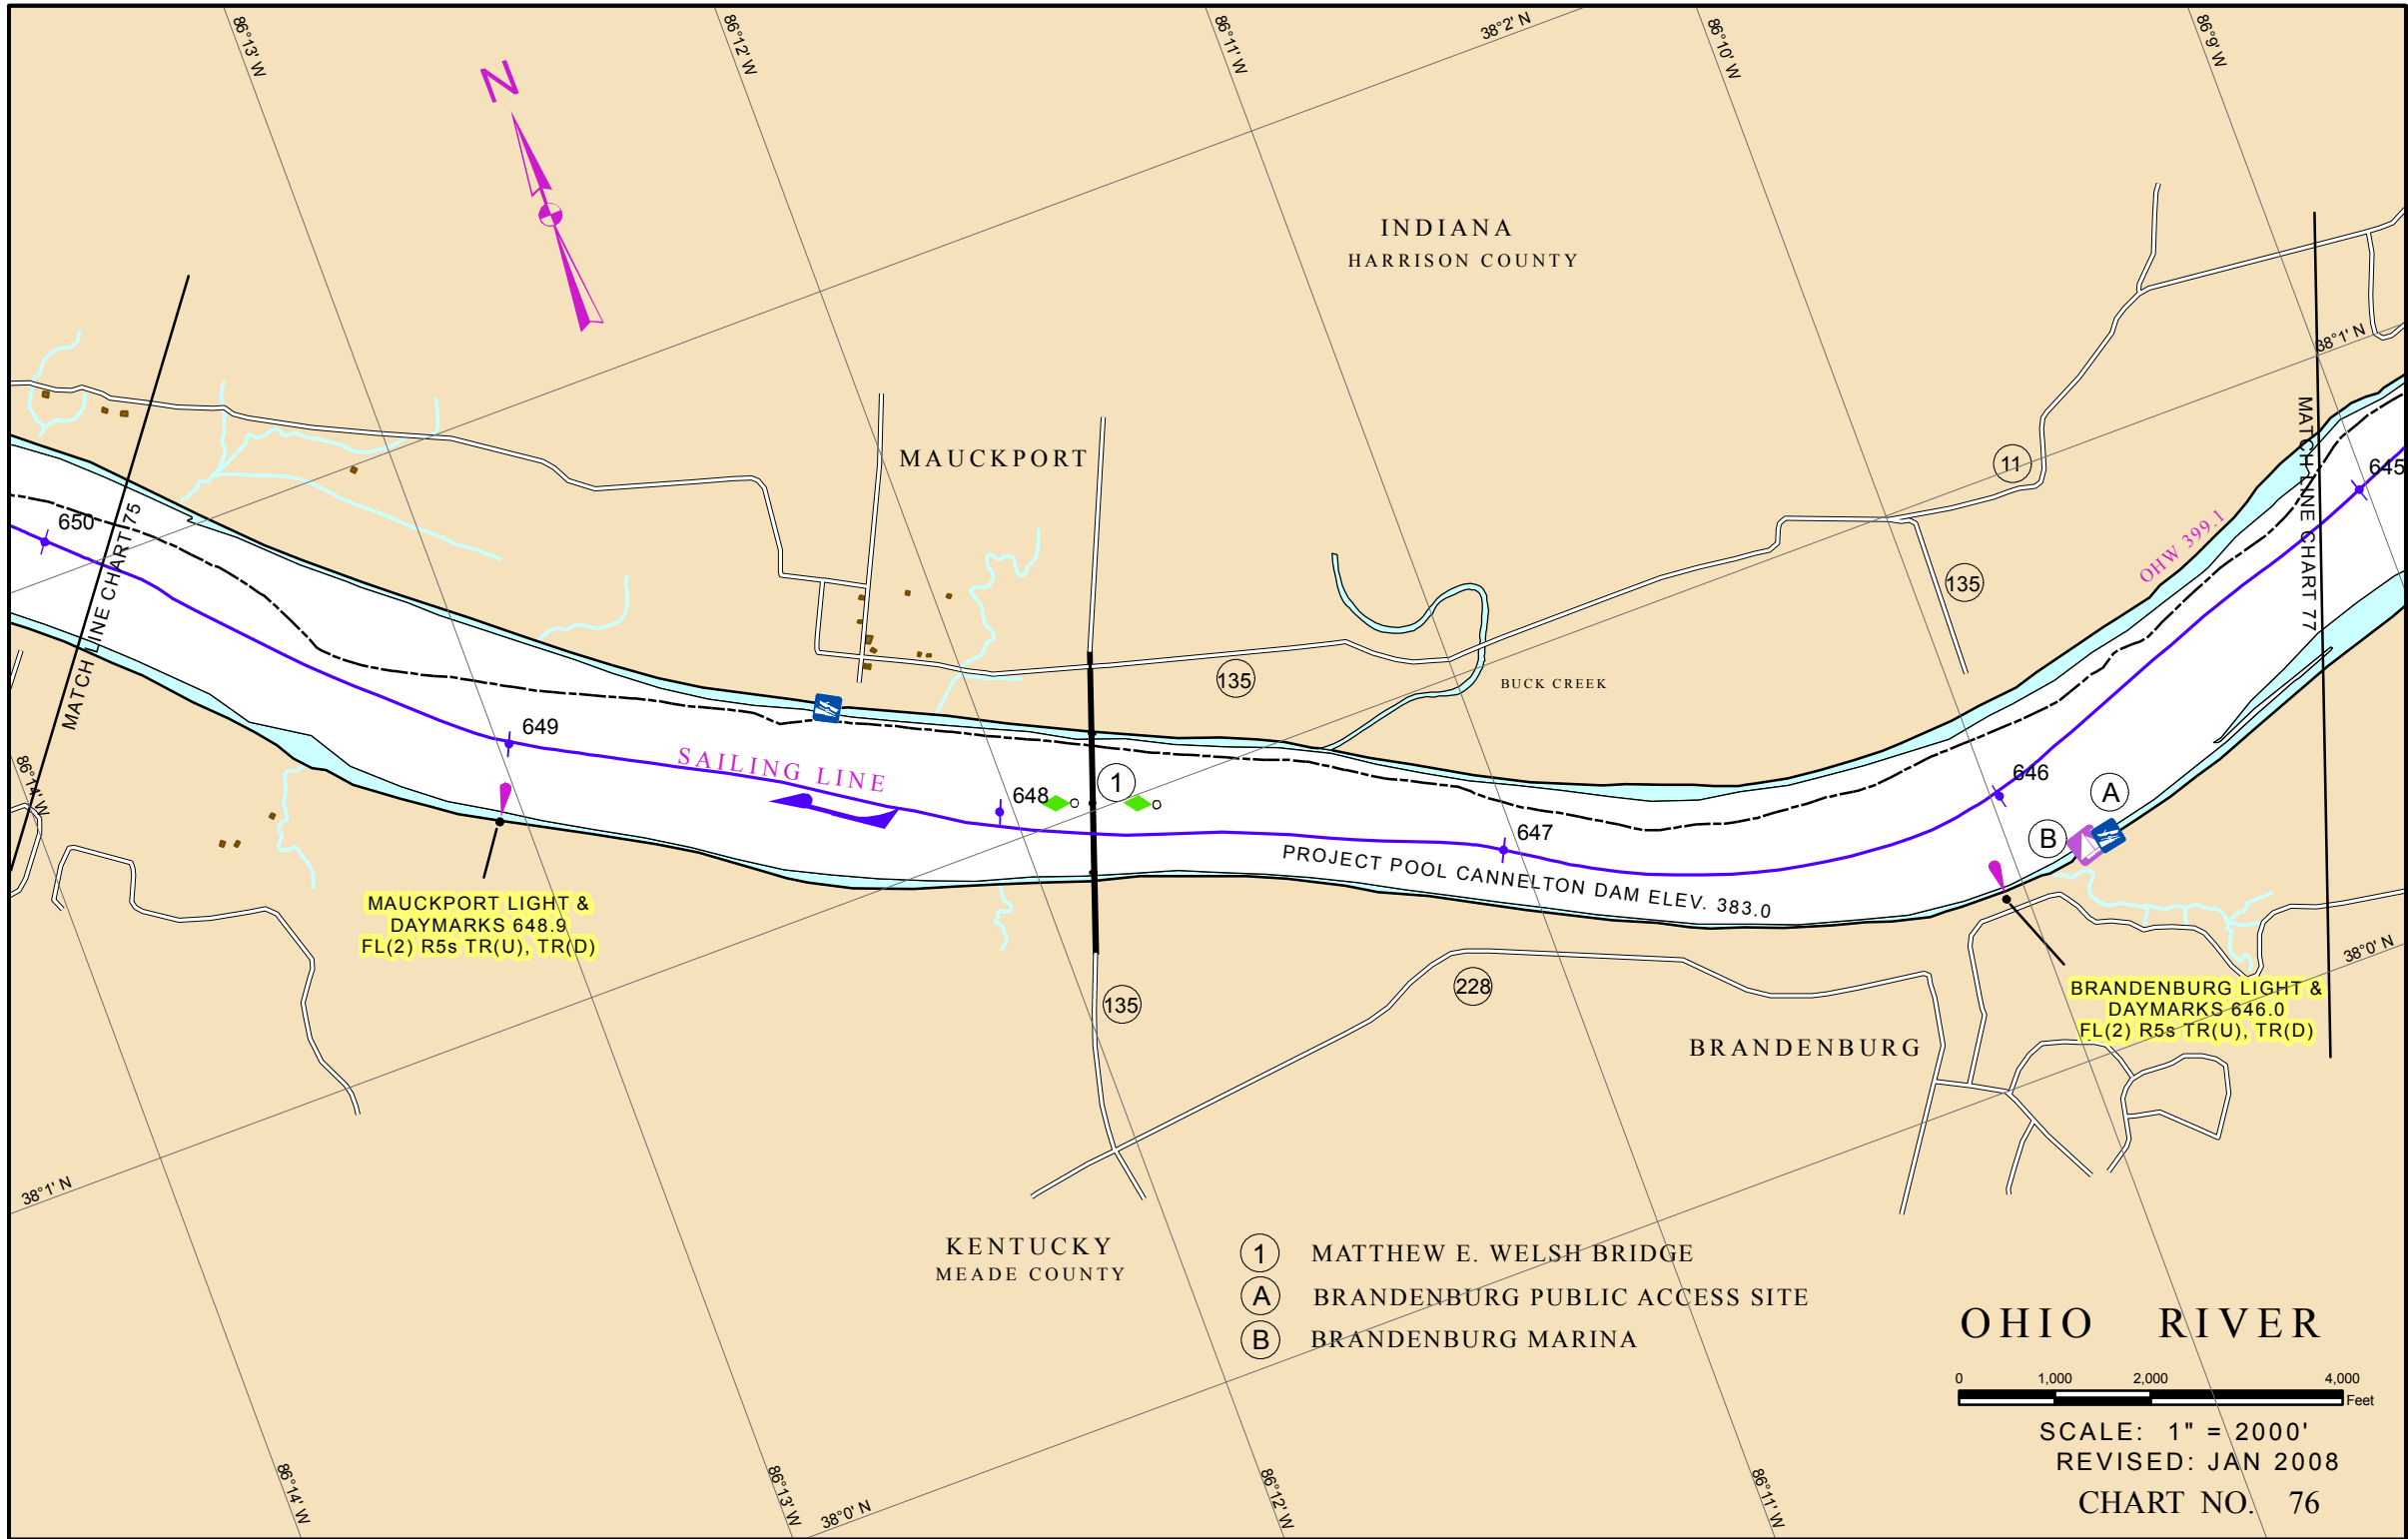 86°13' W
86°12' W
86°11' W
38°2' N
86°10' W
86°9' W
N
INDIANA
HARRISON COUNTY
38°1' N
MATCH LINE CHART 75
MAUCKPORT
11
MATCH LINE CHART 77
645
650
OHW 399.1
135
135
BUCK CREEK
649
SAILING LINE
648
1
646
A
B
647
86°14' W
PROJECT POOL CANNELTON DAM ELEV. 383.0
MAUCKPORT LIGHT &
DAYMARKS 648.9
FL(2) R5s TR(U), TR(D)
135
228
38°0' N
BRANDENBURG LIGHT &
DAYMARKS 646.0
FL(2) R5s TR(U), TR(D)
BRANDENBURG
38°1' N
KENTUCKY
MEADE COUNTY
1 MATTHEW E. WELSH BRIDGE
A BRANDENBURG PUBLIC ACCESS SITE
B BRANDENBURG MARINA
OHIO RIVER
0 1,000 2,000 4,000
Feet
SCALE: 1" = 2000'
REVISED: JAN 2008
CHART NO. 76
86°14' W
86°13' W
38°0' N
86°12' W
86°11' W